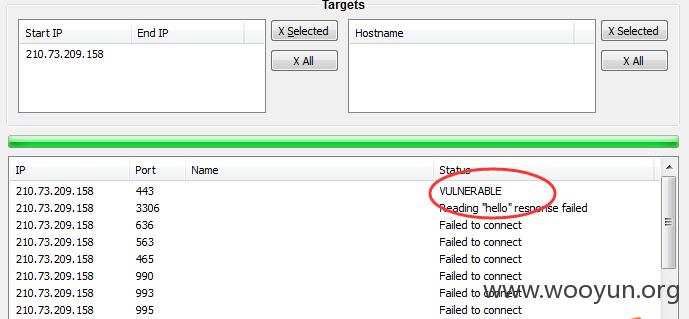 Targets
Start IP End IP
X Selected
Hostname
X Selected
210.73.209.158
X All
X All
IP Port Name Status
210.73.209.158 443 VULNERABLE
210.73.209.158 3306 Reading "hello" response failed
210.73.209.158 636 Failed to connect
210.73.209.158 563 Failed to connect
210.73.209.158 465 Failed to connect
210.73.209.158 990 Failed to connect
210.73.209.158 993 Failed to connect
210.73.209.158 995 Failed to connect
www.wooyun.org